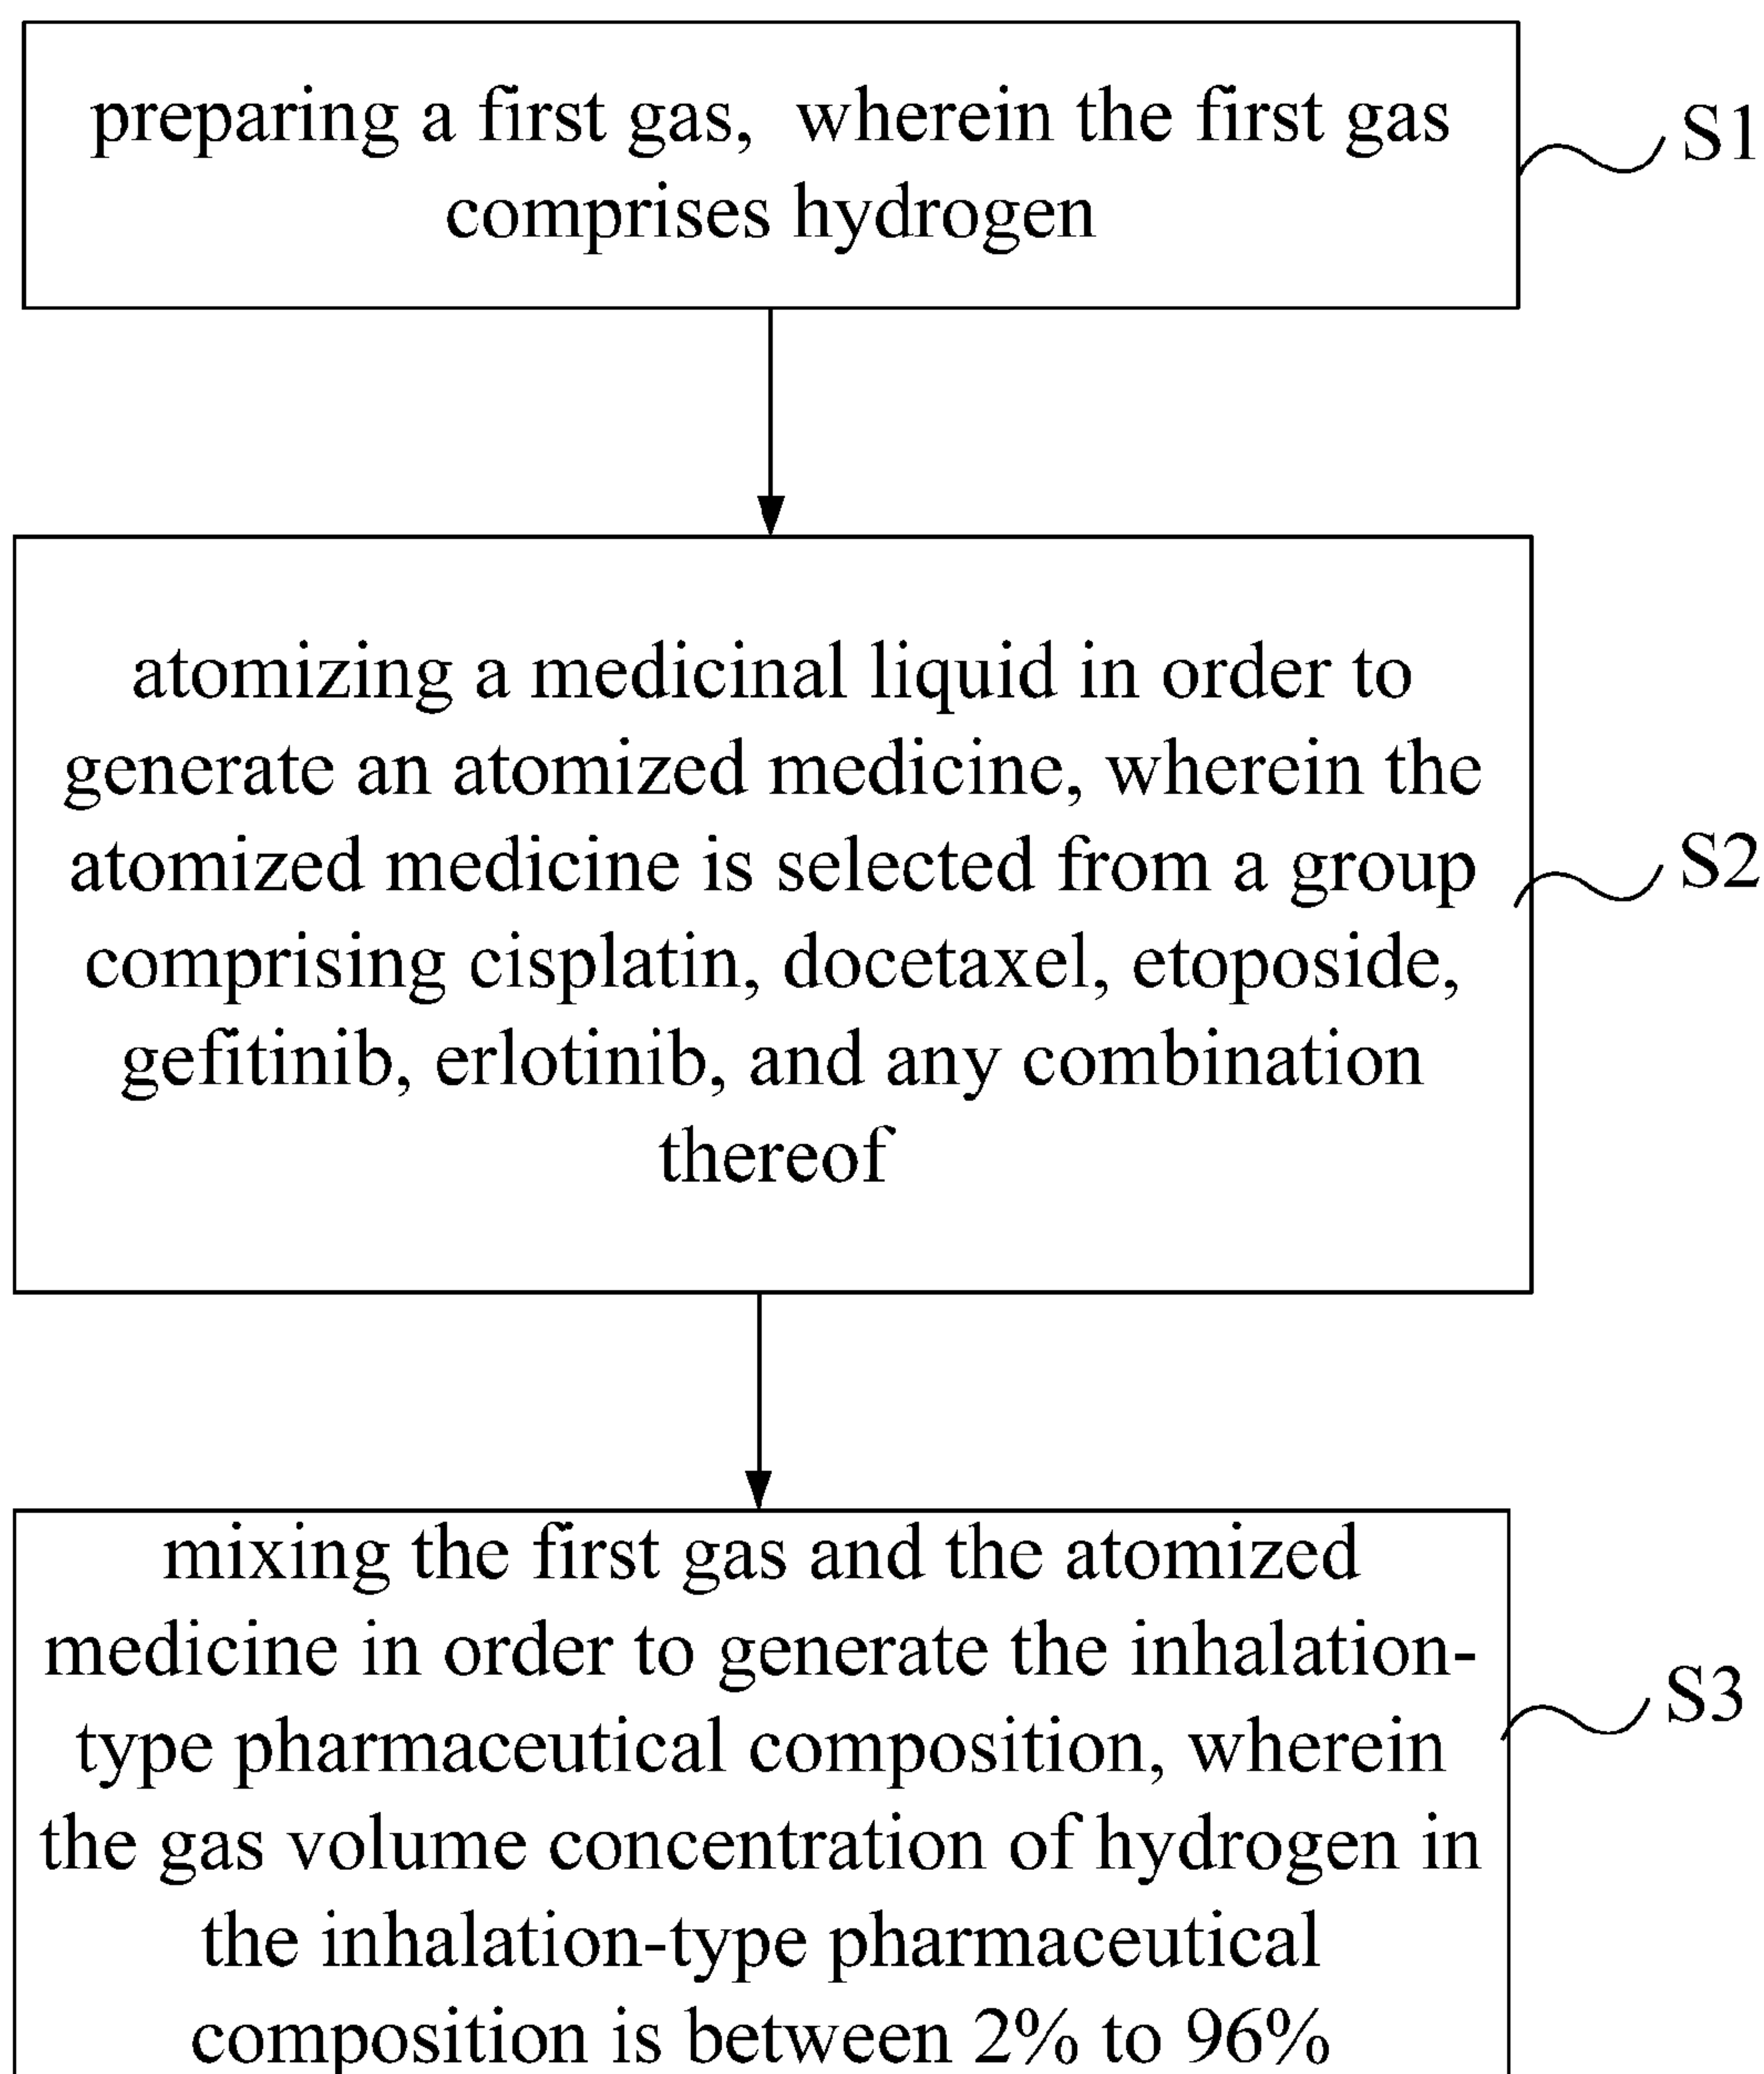 preparing a first gas, wherein the first gas
comprises hydrogen
S1
atomizing a medicinal liquid in order to
generate an atomized medicine, wherein the
atomized medicine is selected from a group
comprising cisplatin, docetaxel, etoposide,
gefitinib, erlotinib, and any combination
thereof
S2
mixing the first gas and the atomized
medicine in order to generate the inhalation-
type pharmaceutical composition, wherein
the gas volume concentration of hydrogen in
the inhalation-type pharmaceutical
composition is between 2% to 96%
S3